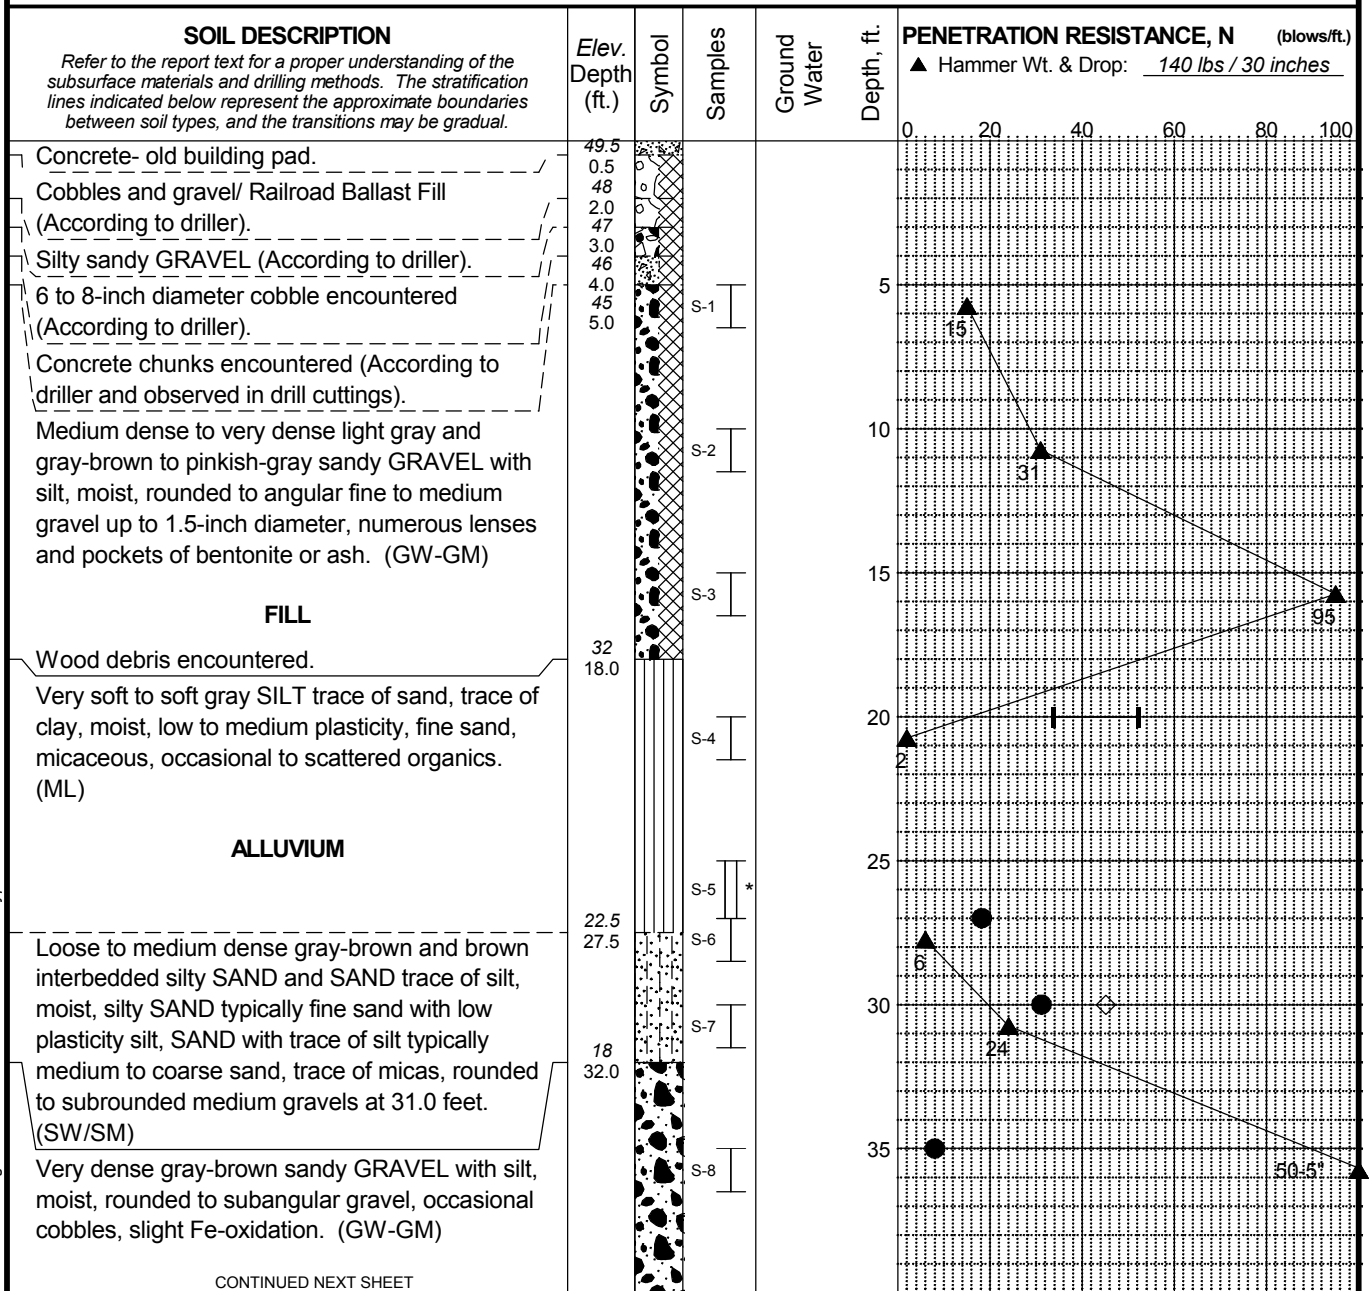 SOIL DESCRIPTION
Refer to the report text for a proper understanding of the
subsurface materials and drilling methods.  The stratification
lines indicated below represent the approximate boundaries
between soil types, and the transitions may be gradual.
Elev.
Depth
(ft.)
Symbol
Samples
Ground
Water
Depth, ft.
PENETRATION RESISTANCE, N (blows/ft.)
▲ Hammer Wt. & Drop: 140 lbs / 30 inches
0 20 40 60 80 100
Concrete- old building pad.
Cobbles and gravel/ Railroad Ballast Fill
(According to driller).
Silty sandy GRAVEL (According to driller).
6 to 8-inch diameter cobble encountered
(According to driller).
Concrete chunks encountered (According to
driller and observed in drill cuttings).
Medium dense to very dense light gray and
gray-brown to pinkish-gray sandy GRAVEL with
silt, moist, rounded to angular fine to medium
gravel up to 1.5-inch diameter, numerous lenses
and pockets of bentonite or ash.  (GW-GM)
FILL
Wood debris encountered.
Very soft to soft gray SILT trace of sand, trace of
clay, moist, low to medium plasticity, fine sand,
micaceous, occasional to scattered organics.
(ML)
ALLUVIUM
Loose to medium dense gray-brown and brown
interbedded silty SAND and SAND trace of silt,
moist, silty SAND typically fine sand with low
plasticity silt, SAND with trace of silt typically
medium to coarse sand, trace of micas, rounded
to subrounded medium gravels at 31.0 feet.
(SW/SM)
Very dense gray-brown sandy GRAVEL with silt,
moist, rounded to subangular gravel, occasional
cobbles, slight Fe-oxidation.  (GW-GM)
CONTINUED NEXT SHEET
49.5
0.5
48
2.0
47
3.0
46
4.0
45
5.0
32
18.0
22.5
27.5
18
32.0
S-1
S-2
S-3
S-4
S-5 *
S-6
S-7
S-8
5
10
15
20
25
30
35
15
31
95
2
6
24
50-5"